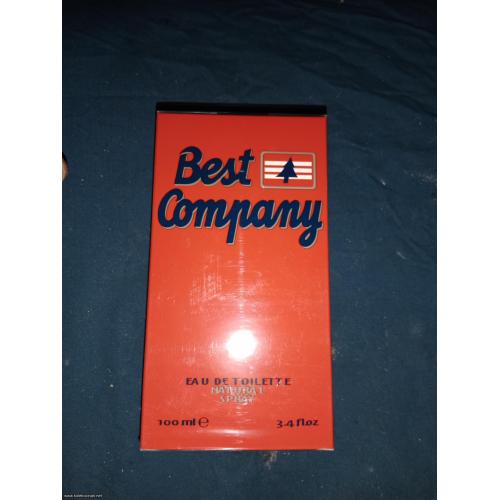 Best
Company
EAU DE TOILETTE
NATURAL
SPRAY
100 ml e
3.4 fl.oz